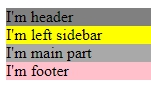 I'm header
I'm left sidebar
I'm main part
I'm footer